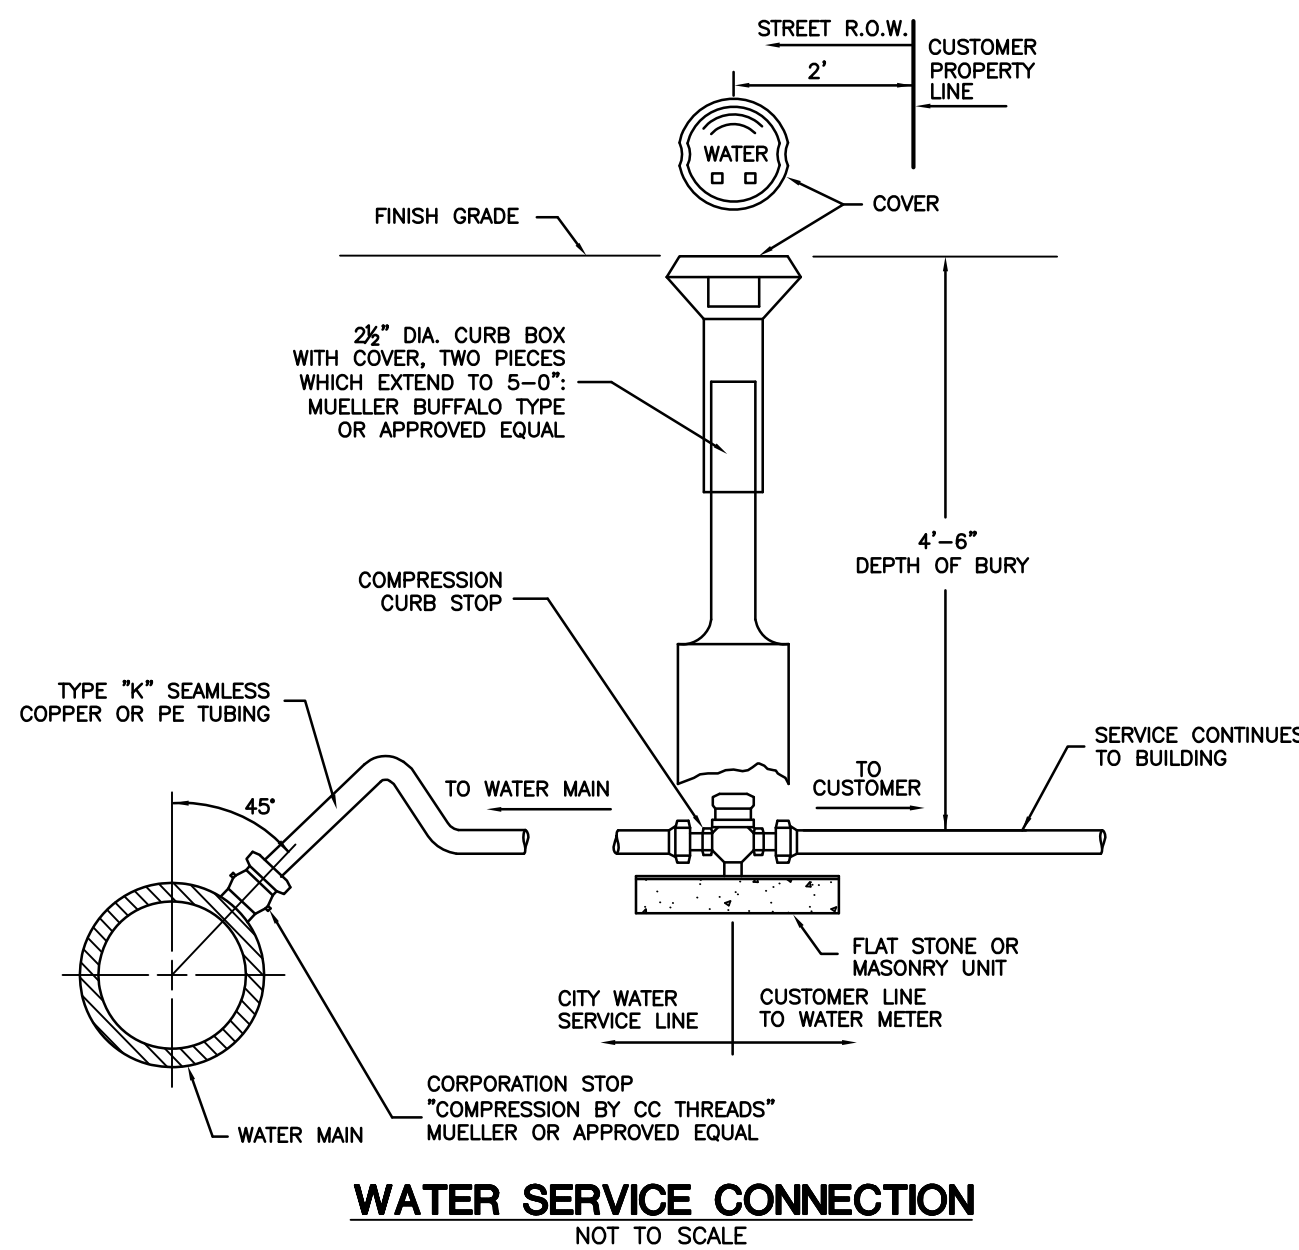 STREET R.O.W.
CUSTOMER
PROPERTY
LINE
2'
WATER
COVER
FINISH GRADE
2½" DIA. CURB BOX
WITH COVER, TWO PIECES
WHICH EXTEND TO 5-0":
MUELLER BUFFALO TYPE
OR APPROVED EQUAL
4'-6"
DEPTH OF BURY
COMPRESSION
CURB STOP
TYPE "K" SEAMLESS
COPPER OR PE TUBING
SERVICE CONTINUES
TO BUILDING
TO WATER MAIN
TO
CUSTOMER
45°
FLAT STONE OR
MASONRY UNIT
CITY WATER
SERVICE LINE
CUSTOMER LINE
TO WATER METER
CORPORATION STOP
"COMPRESSION BY CC THREADS"
MUELLER OR APPROVED EQUAL
WATER MAIN
WATER SERVICE CONNECTION
NOT TO SCALE